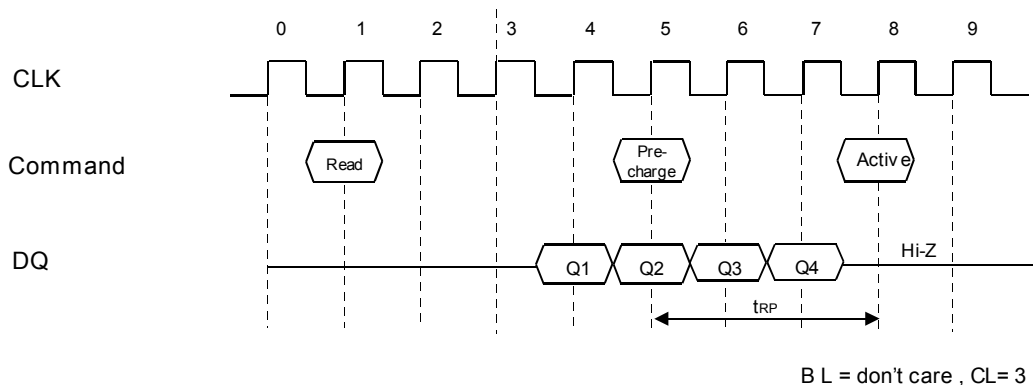 0 1 2 3 4 5 6 7 8 9
CLK
Command
Read
Pre-
charge
Active
DQ
Q1 Q2 Q3 Q4
Hi-Z
tRP
B L = don't care , CL= 3